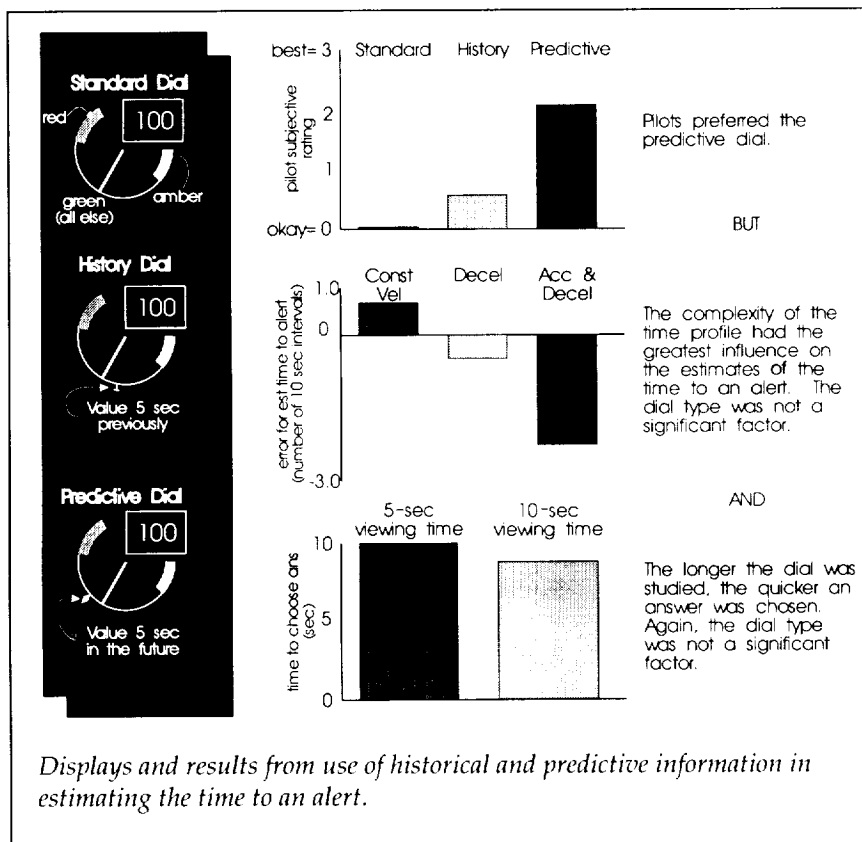 Standard Dial
red
100
green
(all else)
amber
History Dial
100
Value 5 sec
previously
Predictive Dial
100
Value 5 sec
in the future
best= 3
Standard
History
Predictive
2
1
okay= 0
pilot subjective
rating
Pilots preferred the
predictive dial.
BUT
Const
Vel
Decel
Acc &
Decel
1.0
0
-3.0
error for est time to alert
(number of 10 sec intervals)
The complexity of the
time profile had the
greatest influence on
the estimates of the
time to an alert. The
dial type was not a
significant factor.
AND
5-sec
viewing time
10-sec
viewing time
10
5
0
time to choose ans
(sec)
The longer the dial was
studied, the quicker an
answer was chosen.
Again, the dial type
was not a significant
factor.
Displays and results from use of historical and predictive information in
estimating the time to an alert.